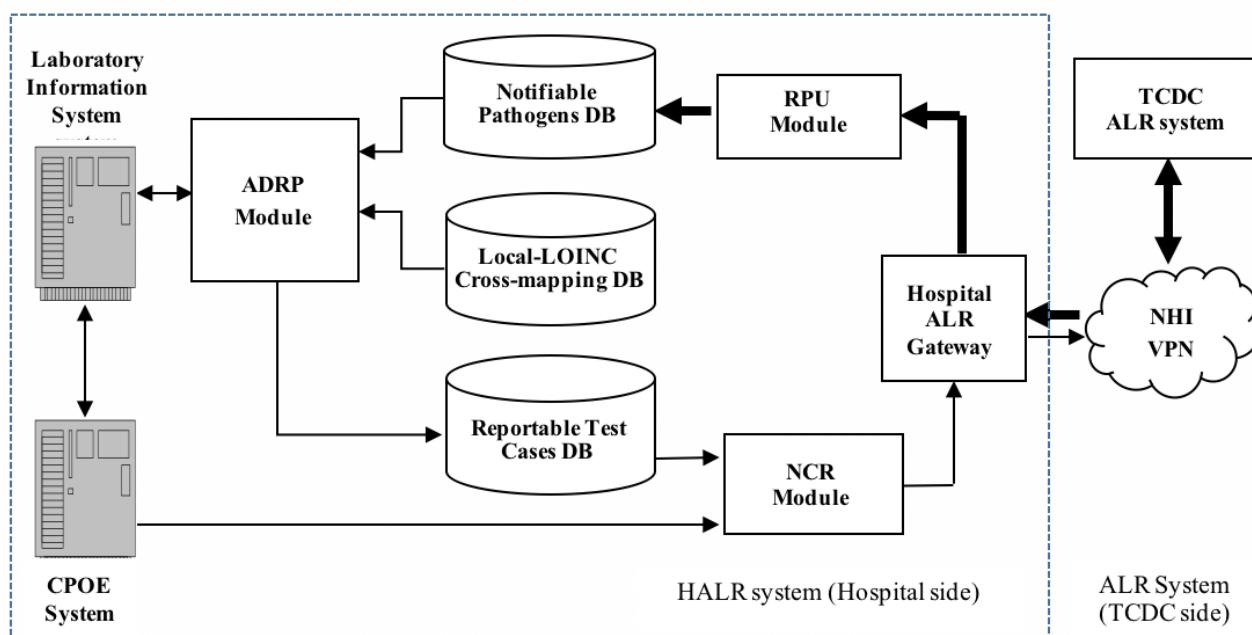 Laboratory
Information
System
system
ADRP
Module
Notifiable
Pathogens DB
RPU
Module
TCDC
ALR system
Local-LOINC
Cross-mapping DB
Hospital
ALR
Gateway
NHI
VPN
Reportable Test
Cases DB
NCR
Module
CPOE
System
HALR system (Hospital side)
ALR System
(TCDC side)